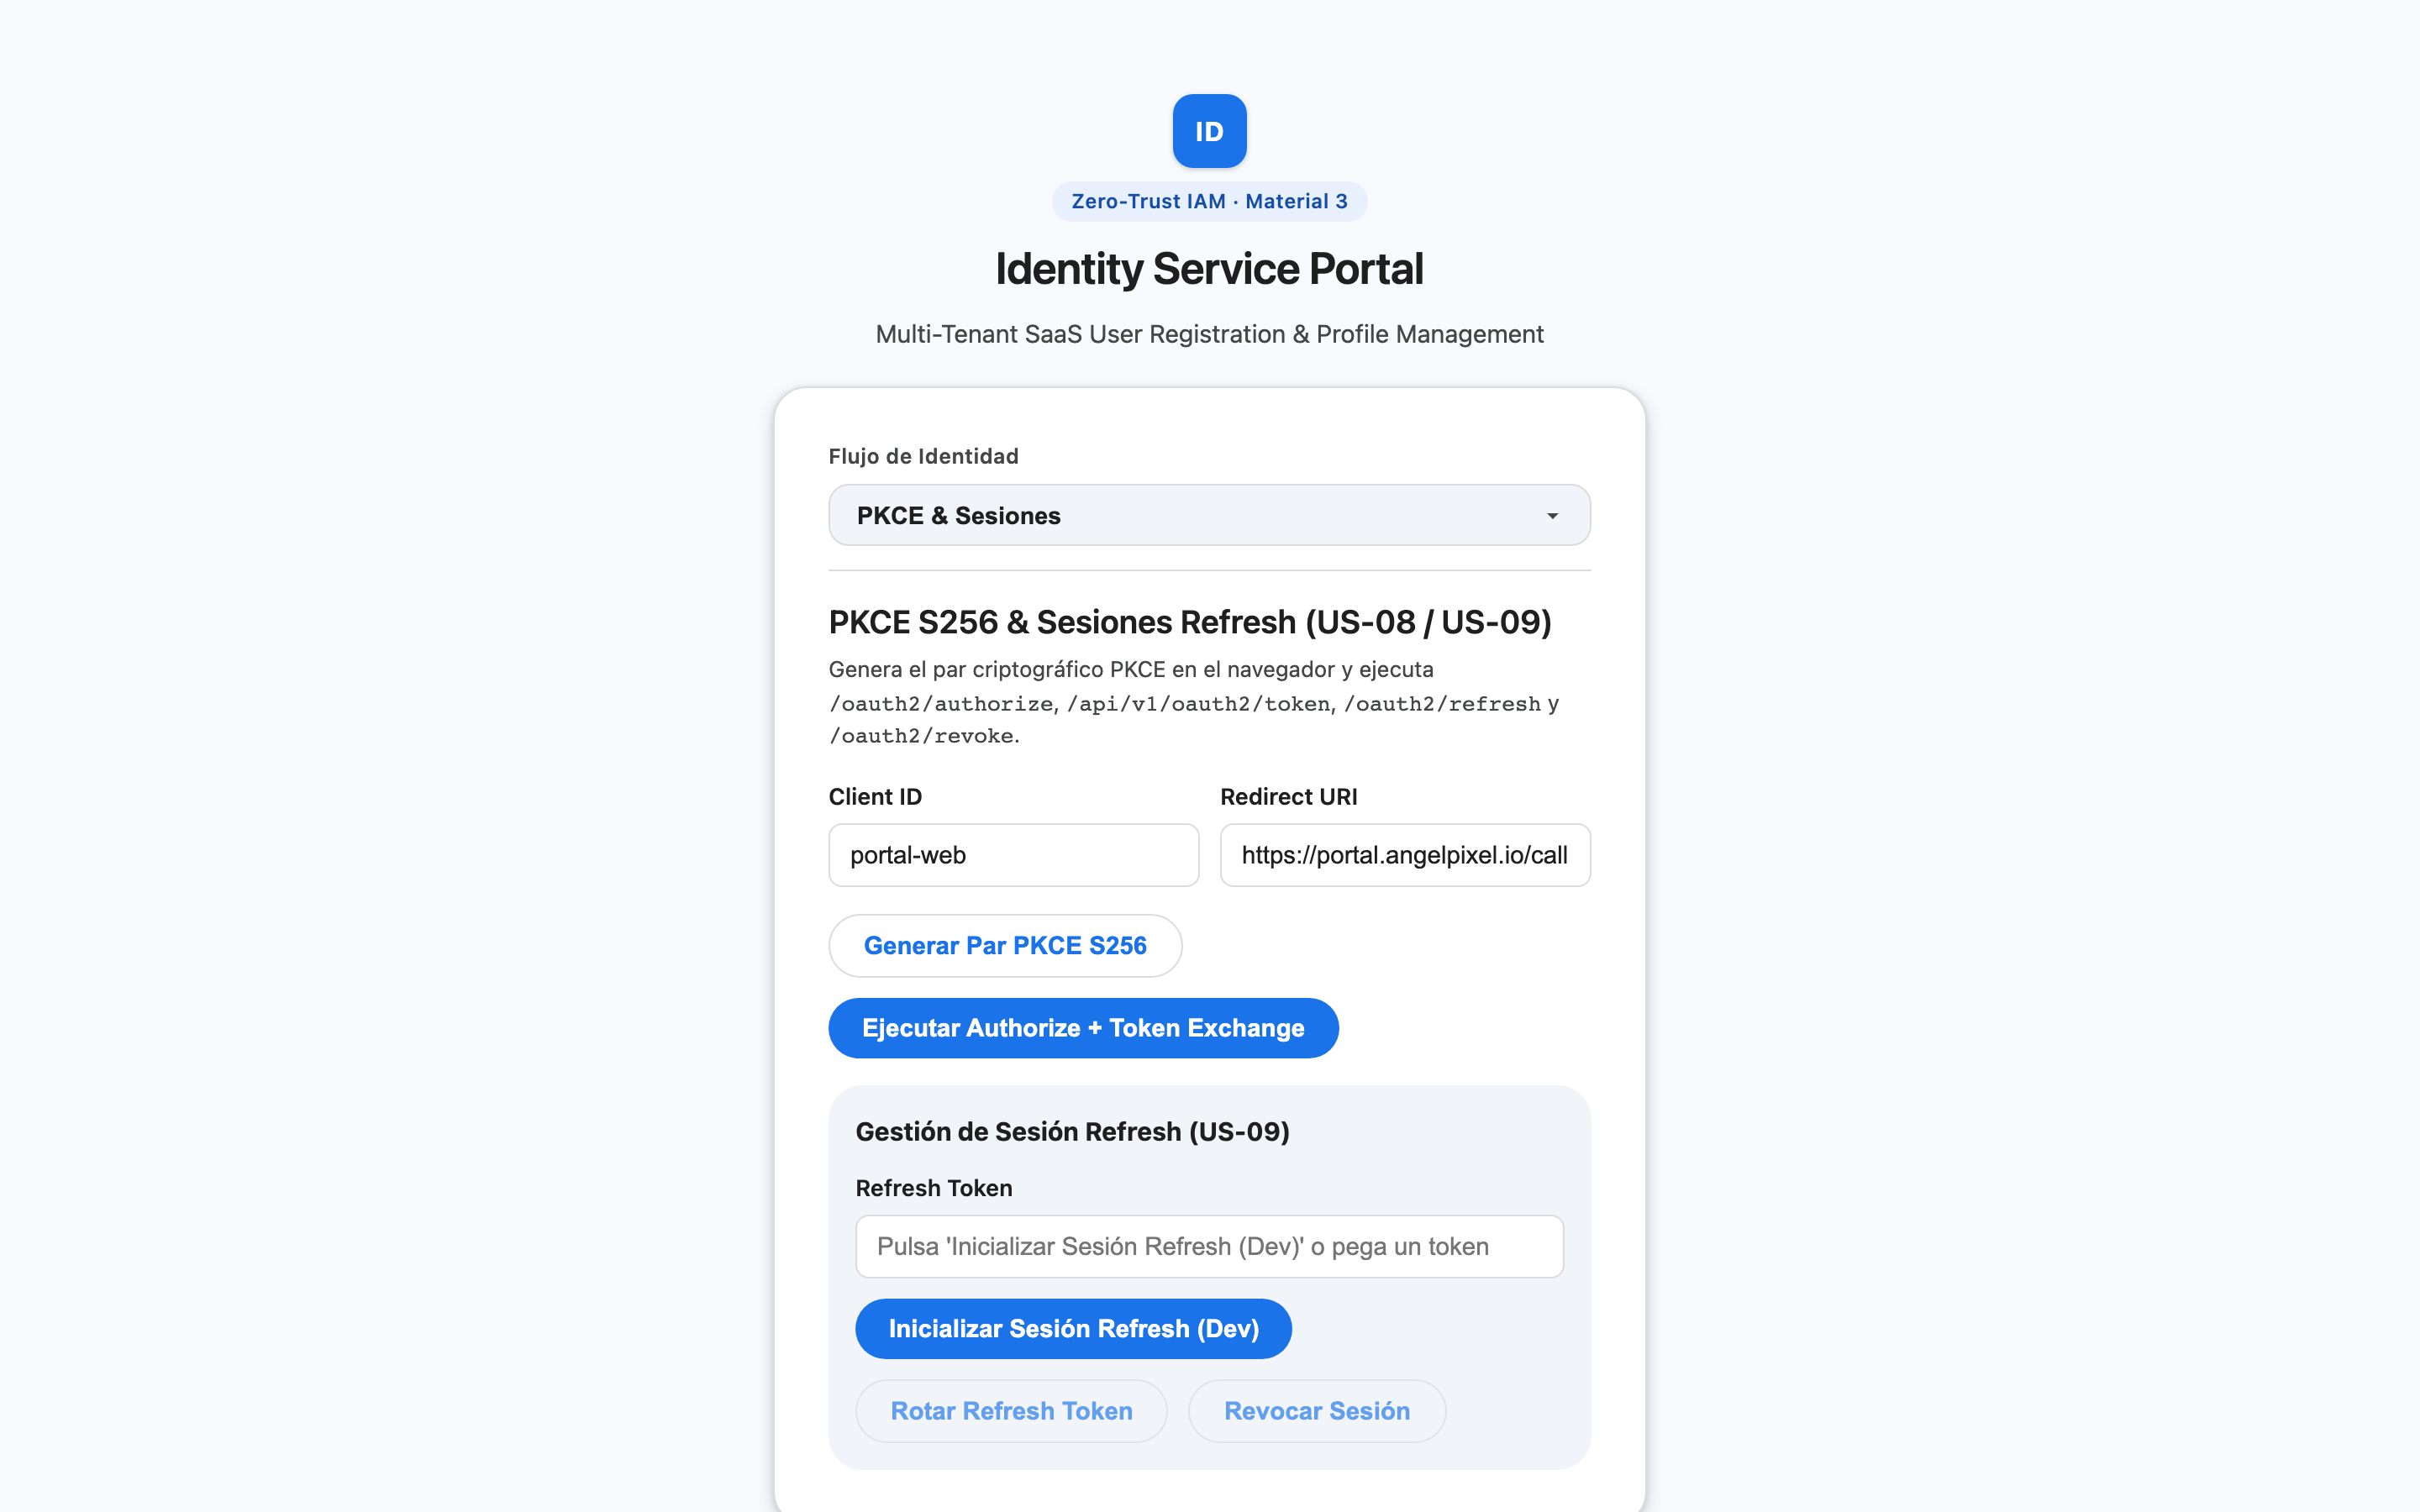 ID
Zero-Trust IAM · Material 3
Identity Service Portal
Multi-Tenant SaaS User Registration & Profile Management
Flujo de Identidad
PKCE & Sesiones
PKCE S256 & Sesiones Refresh (US-08 / US-09)
Genera el par criptográfico PKCE en el navegador y ejecuta
/oauth2/authorize, /api/v1/oauth2/token, /oauth2/refresh y
/oauth2/revoke.
Client ID
portal-web
Redirect URI
https://portal.angelpixel.io/call
Generar Par PKCE S256
Ejecutar Authorize + Token Exchange
Gestión de Sesión Refresh (US-09)
Refresh Token
Pulsa 'Inicializar Sesión Refresh (Dev)' o pega un token
Inicializar Sesión Refresh (Dev)
Rotar Refresh Token
Revocar Sesión